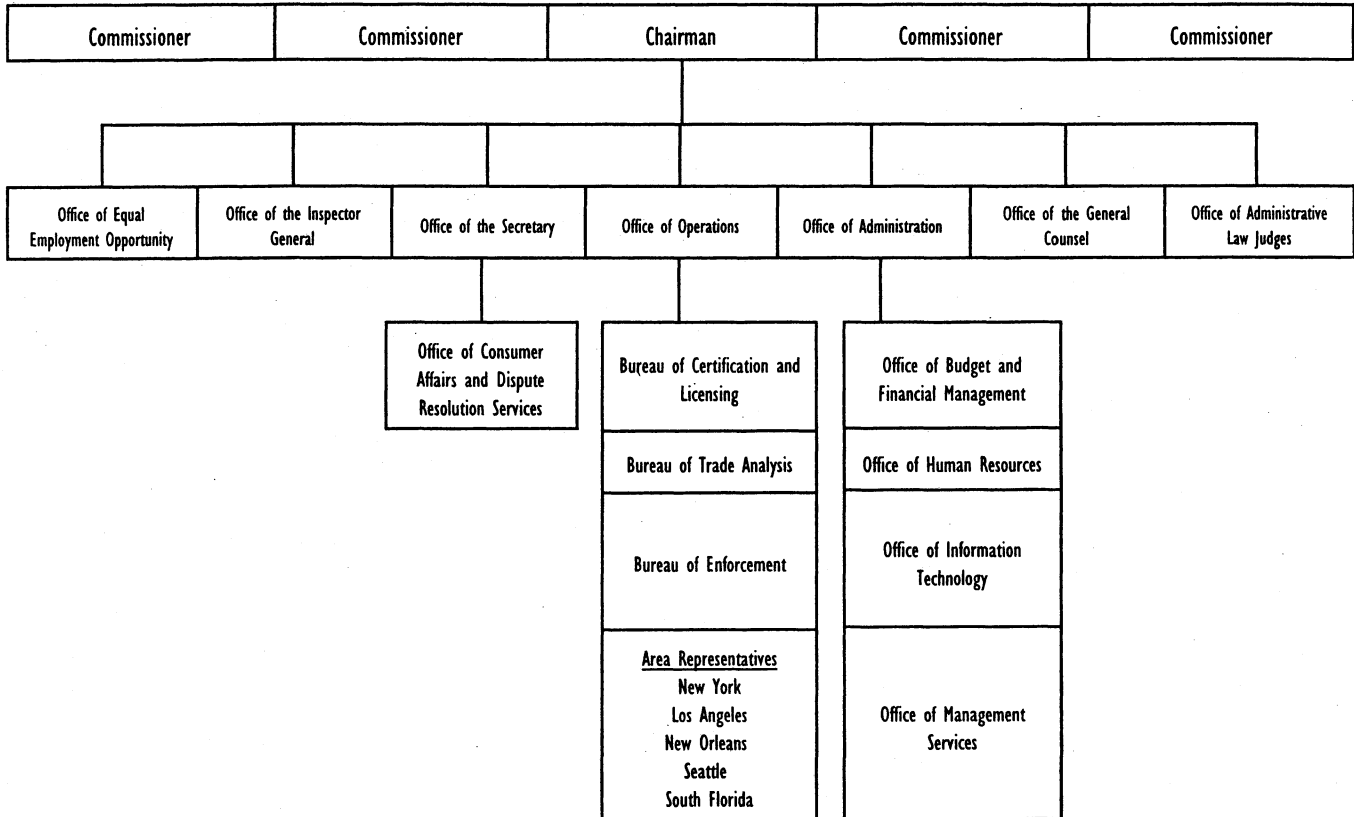 Commissioner
Commissioner
Chairman
Commissioner
Commissioner
Office of Equal
Employment Opportunity
Office of the Inspector
General
Office of the Secretary
Office of Operations
Office of Administration
Office of the General
Counsel
Office of Administrative
Law Judges
Office of Consumer
Affairs and Dispute
Resolution Services
Bureau of Certification and
Licensing
Bureau of Trade Analysis
Bureau of Enforcement
Area Representatives
New York
Los Angeles
New Orleans
Seattle
South Florida
Office of Budget and
Financial Management
Office of Human Resources
Office of Information
Technology
Office of Management
Services